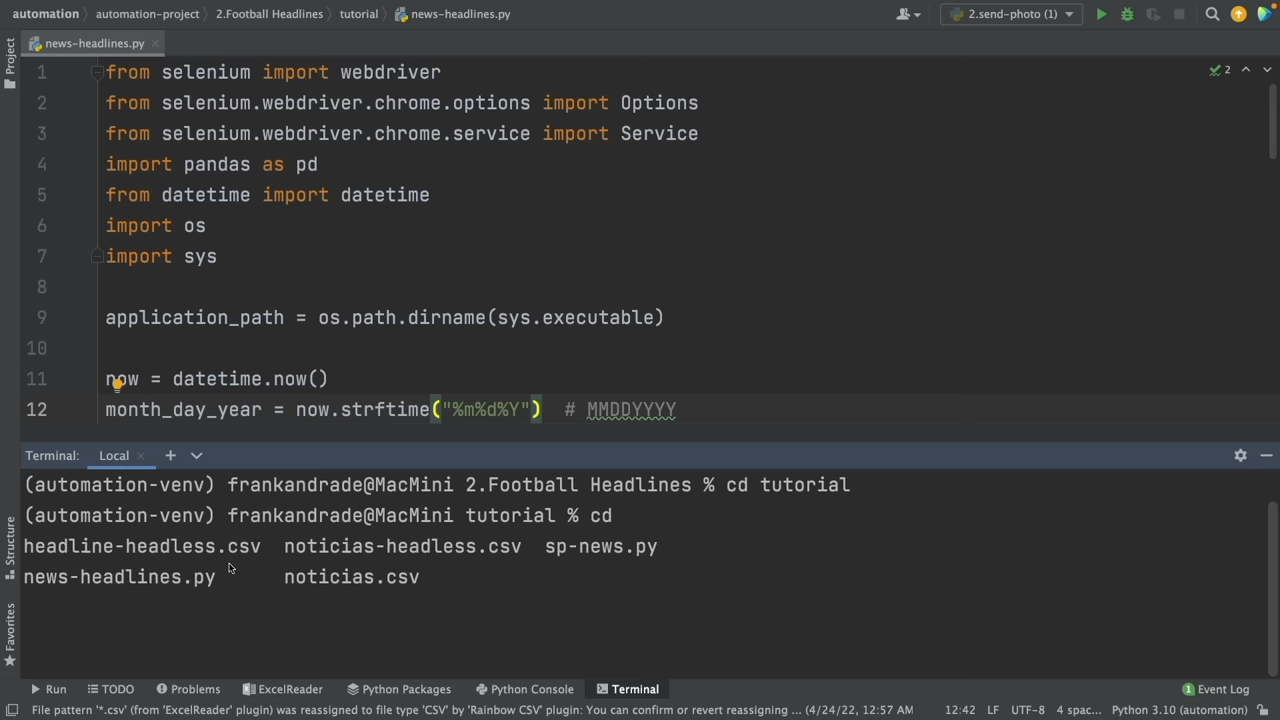 automation automation-project 2.Football Headlines tutorial news-headlines.py 2.send-photo (1)
Project
news-headlines.py
1 from selenium import webdriver
2
2 from selenium.webdriver.chrome.options import Options
3 from selenium.webdriver.chrome.service import Service
4 import pandas as pd
5 from datetime import datetime
6 import os
7 import sys
8
9 application_path = os.path.dirname(sys.executable)
10
11 now = datetime.now()
12 month_day_year = now.strftime("%m%d%Y") # MMDDYYYY
Terminal: Local
(automation-venv) frankandrade@MacMini 2.Football Headlines % cd tutorial
(automation-venv) frankandrade@MacMini tutorial % cd
headline-headless.csv noticias-headless.csv sp-news.py
news-headlines.py noticias.csv
Structure
Favorites
Run TODO Problems ExcelReader Python Packages Python Console Terminal 1 Event Log
File pattern '*.csv' (from 'ExcelReader' plugin) was reassigned to file type 'CSV' by 'Rainbow CSV' plugin: You can confirm or revert reassigning ... (4/24/22, 12:57 AM 12:42 LF UTF-8 4 spac... Python 3.10 (automation)